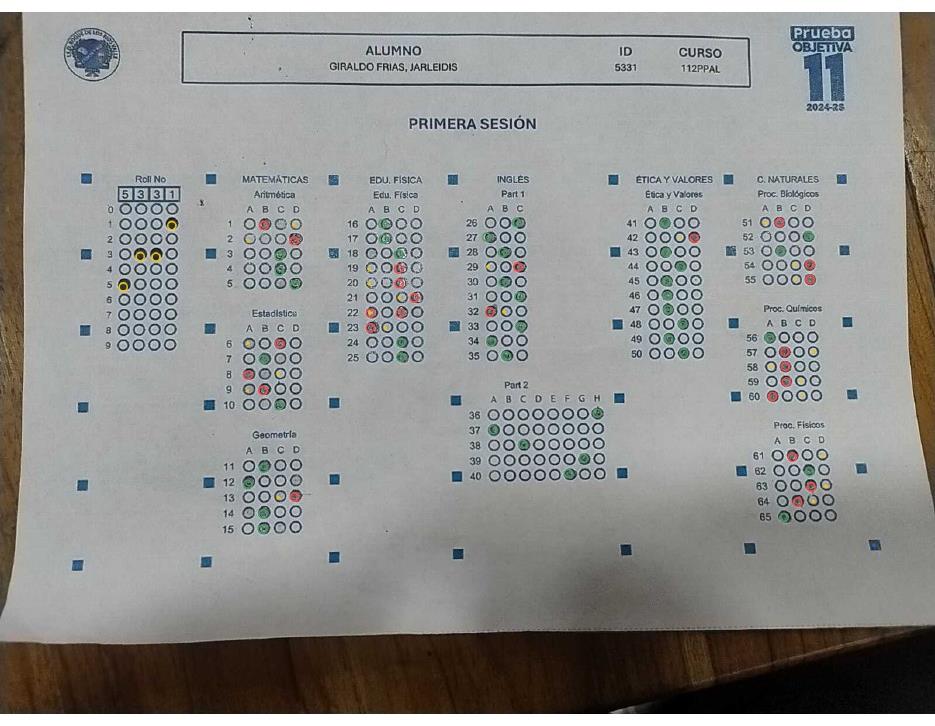 Prueba
OBJETIVA
11
2024-25
ALUMNO ID CURSO
GIRALDO FRIAS, JARLEIDIS 5331 112PPAL
PRIMERA SESIÓN
Roll No
5 3 3 1
0
1
2
3
4
5
6
7
8
9
MATEMÁTICAS
Aritmética
A B C D
1
2
3
4
5
Estadística
A B C D
6
7
8
9
10
Geometría
A B C D
11
12
13
14
15
EDU. FÍSICA
Edu. Física
A B C D
16
17
18
19
20
21
22
23
24
25
INGLÉS
Part 1
A B C
26
27
28
29
30
31
32
33
34
35
Part 2
A B C D E F G H
36
37
38
39
40
ÉTICA Y VALORES
Ética y Valores
A B C D
41
42
43
44
45
46
47
48
49
50
C. NATURALES
Proc. Biológicos
A B C D
51
52
53
54
55
Proc. Químicos
A B C D
56
57
58
59
60
Proc. Físicos
A B C D
61
62
63
64
65